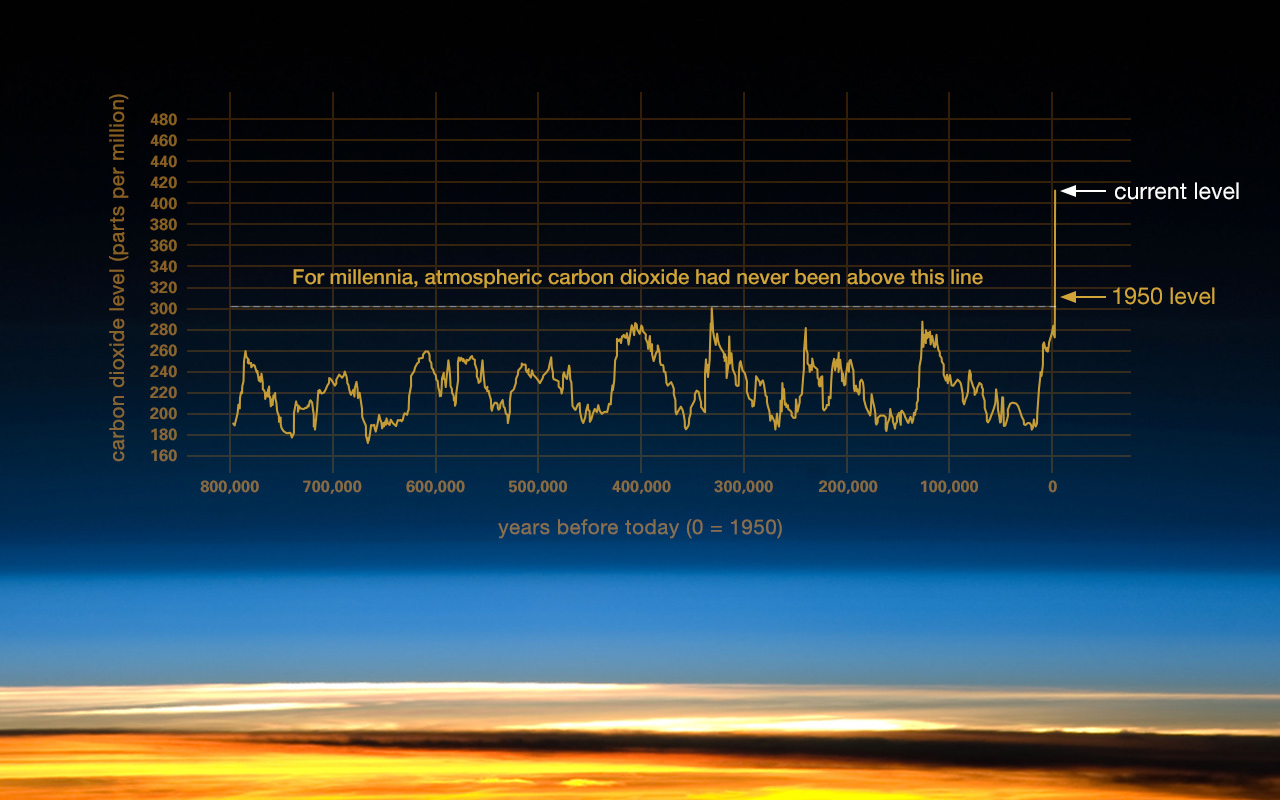 carbon dioxide level (parts per million)
480
460
440
420
400
380
360
340
320
300
280
260
240
220
200
180
160
current level
For millennia, atmospheric carbon dioxide had never been above this line
1950 level
800,000 700,000 600,000 500,000 400,000 300,000 200,000 100,000 0
years before today (0 = 1950)